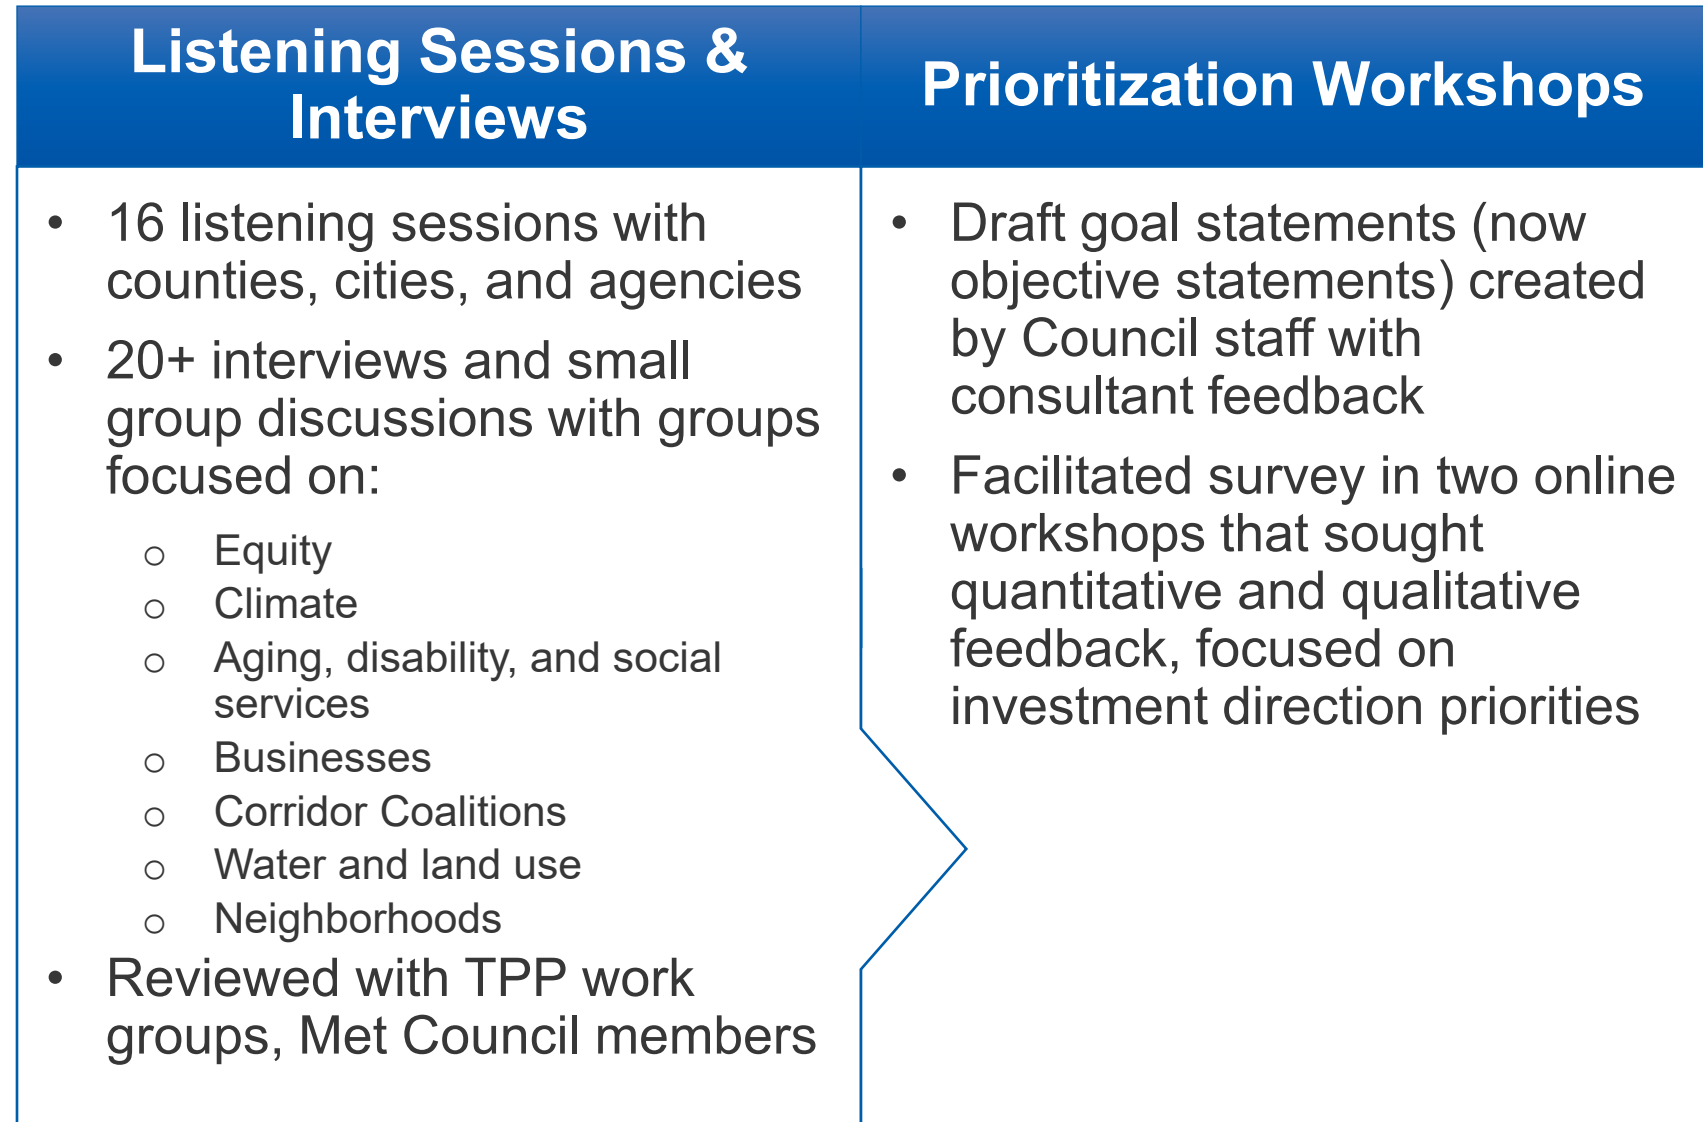 Listening Sessions &
Interviews
• 16 listening sessions with
counties, cities, and agencies
• 20+ interviews and small
group discussions with groups
focused on:
o Equity
o Climate
o Aging, disability, and social
services
o Businesses
o Corridor Coalitions
o Water and land use
o Neighborhoods
• Reviewed with TPP work
groups, Met Council members
Prioritization Workshops
• Draft goal statements (now
objective statements) created
by Council staff with
consultant feedback
• Facilitated survey in two online
workshops that sought
quantitative and qualitative
feedback, focused on
investment direction priorities